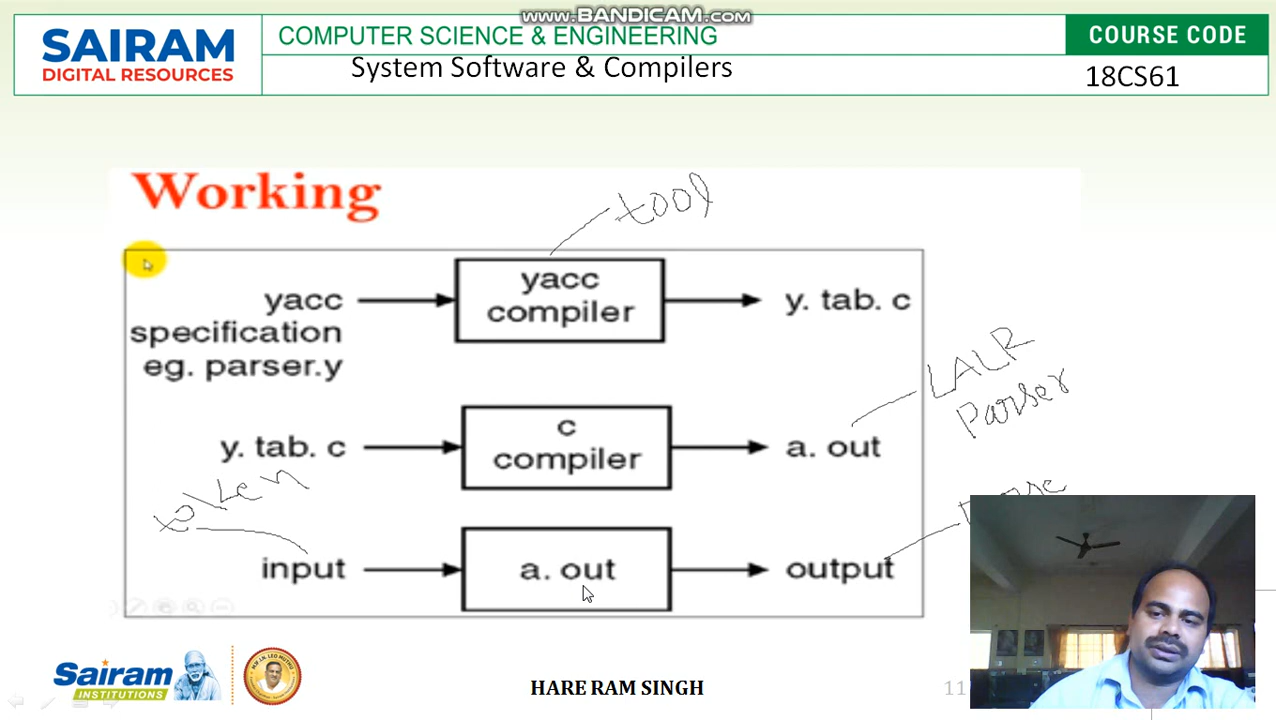 www.BANDICAM.com
SAIRAM
DIGITAL RESOURCES
COMPUTER SCIENCE & ENGINEERING
COURSE CODE
System Software & Compilers
18CS61
Working
tool
yacc
specification
eg. parser.y
yacc
compiler
y. tab. c
LALR
Parser
y. tab. c
c
compiler
a. out
token
input
a. out
output
Sairam
INSTITUTIONS
HARE RAM SINGH
11